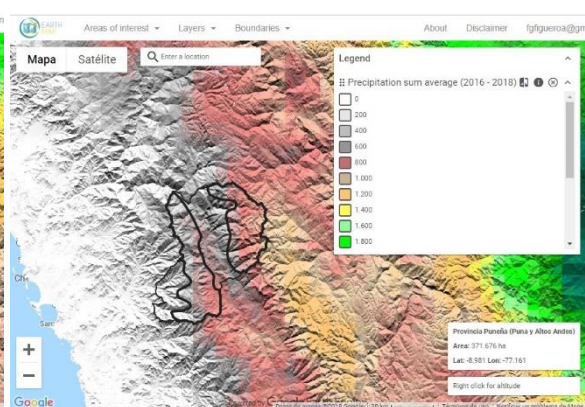 EARTH
Areas of interest
Layers
Boundaries
About
Disclaimer
Mapa
Satélite
Enter a location
Legend
Precipitation sum average (2016 - 2018)
0
200
400
600
800
1.000
1.200
1.400
1.600
1.800
Provincia Puneña (Puna y Altos Andes)
Area: 371.676 ha
Lat: -8.981 Lon: -77.161
Right click for altitude
+
−
Google